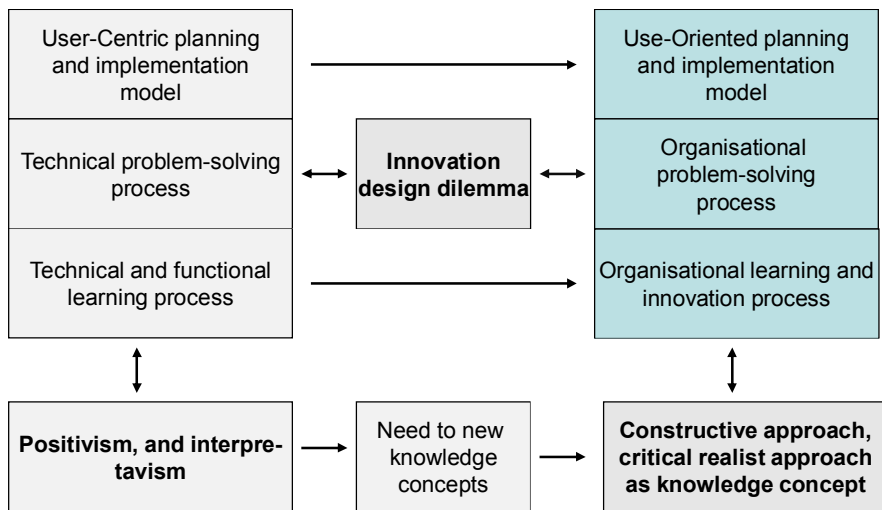 User-Centric planning
and implementation
model
Use-Oriented planning
and implementation
model
Technical problem-solving
process
Innovation
design dilemma
Organisational
problem-solving
process
Technical and functional
learning process
Organisational learning and
innovation process
Positivism, and interpre-
tavism
Need to new
knowledge
concepts
Constructive approach,
critical realist approach
as knowledge concept